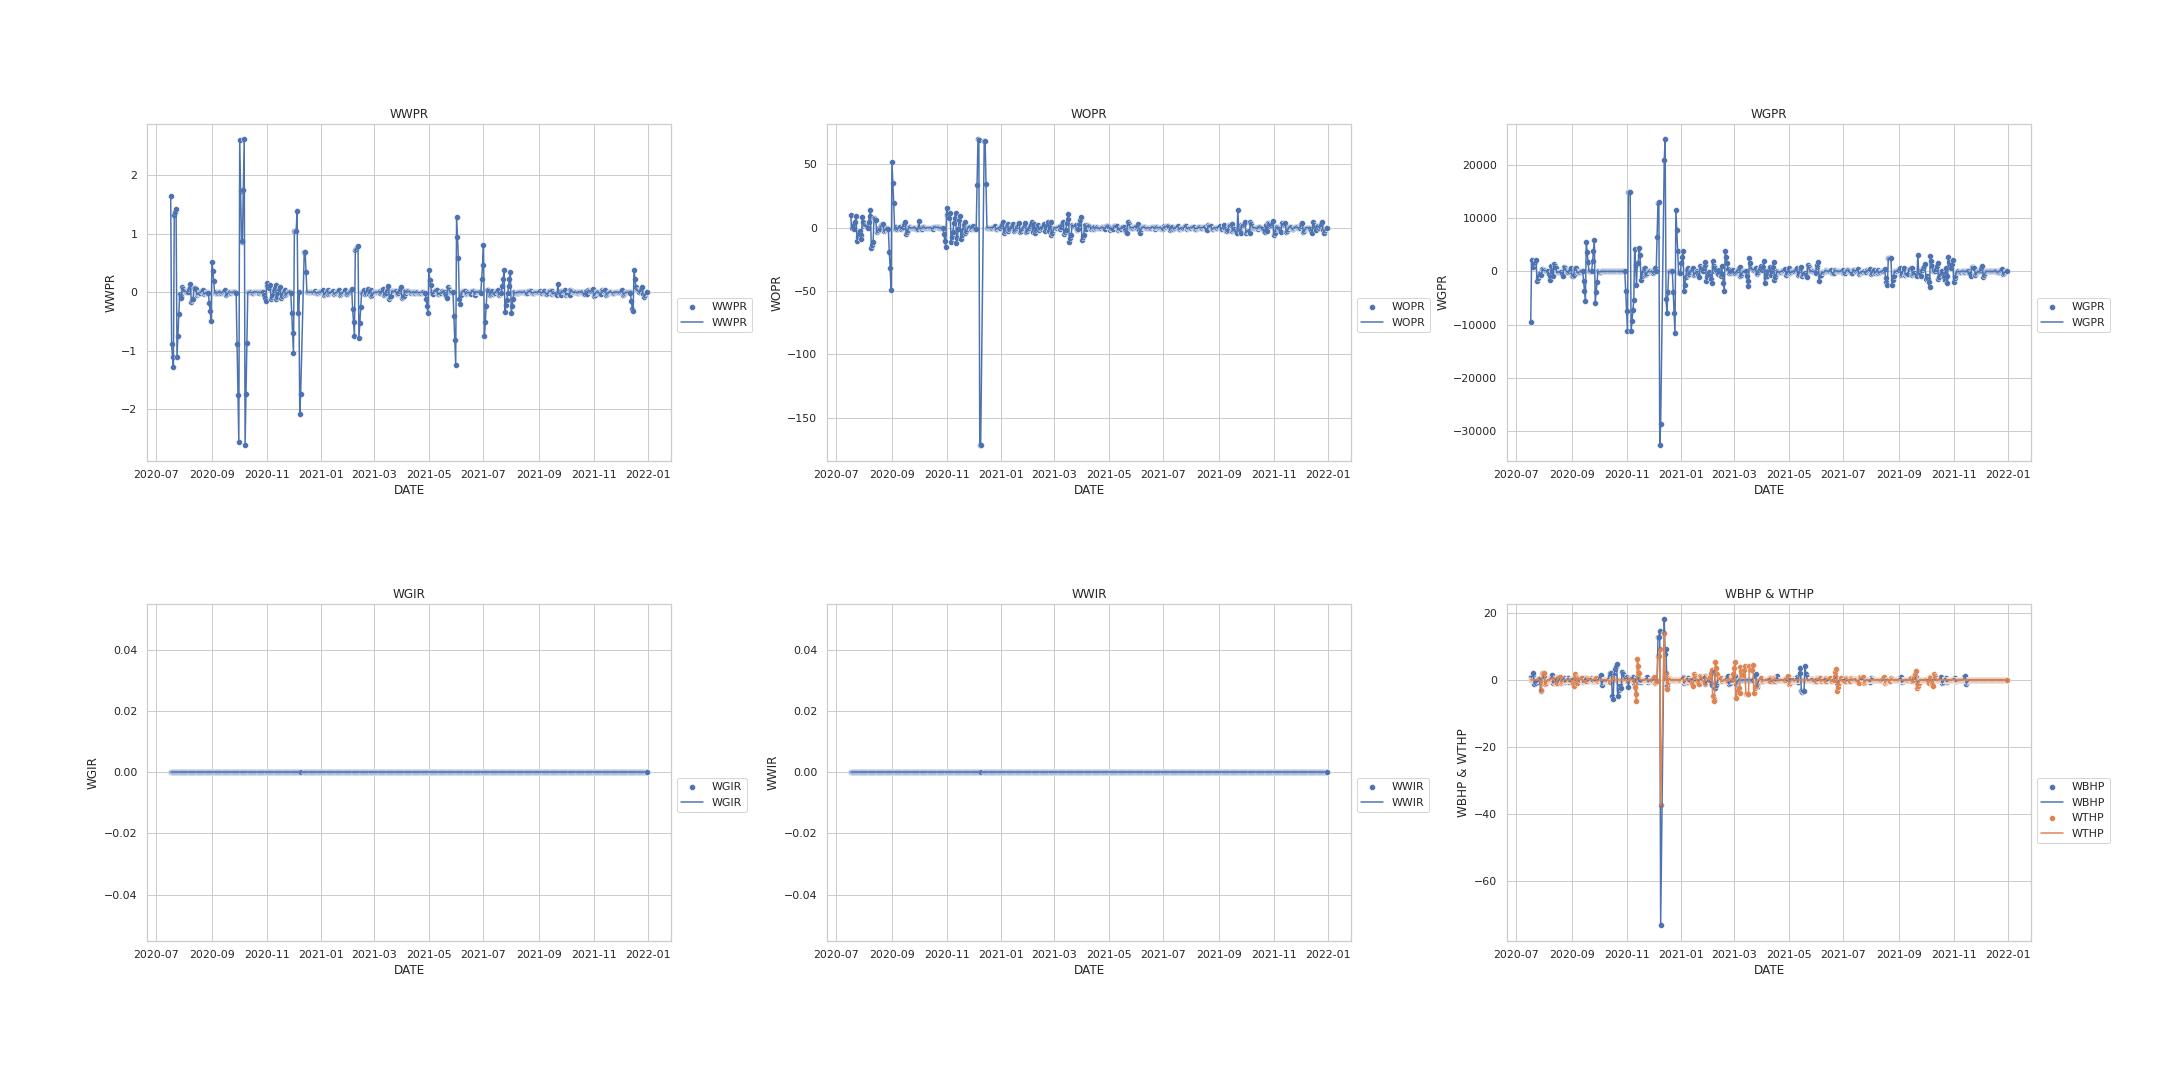 WWPR
WWPR
2
1
0
−1
−2
2020-07 2020-09 2020-11 2021-01 2021-03 2021-05 2021-07 2021-09 2021-11 2022-01
DATE
WWPR
WWPR
WOPR
WOPR
50
0
−50
−100
−150
2020-07 2020-09 2020-11 2021-01 2021-03 2021-05 2021-07 2021-09 2021-11 2022-01
DATE
WOPR
WOPR
WGPR
WGPR
20000
10000
0
−10000
−20000
−30000
2020-07 2020-09 2020-11 2021-01 2021-03 2021-05 2021-07 2021-09 2021-11 2022-01
DATE
WGPR
WGPR
WGIR
WGIR
0.04
0.02
0.00
−0.02
−0.04
2020-07 2020-09 2020-11 2021-01 2021-03 2021-05 2021-07 2021-09 2021-11 2022-01
DATE
WGIR
WGIR
WWIR
WWIR
0.04
0.02
0.00
−0.02
−0.04
2020-07 2020-09 2020-11 2021-01 2021-03 2021-05 2021-07 2021-09 2021-11 2022-01
DATE
WWIR
WWIR
WBHP & WTHP
WBHP & WTHP
20
0
−20
−40
−60
2020-07 2020-09 2020-11 2021-01 2021-03 2021-05 2021-07 2021-09 2021-11 2022-01
DATE
WBHP
WBHP
WTHP
WTHP